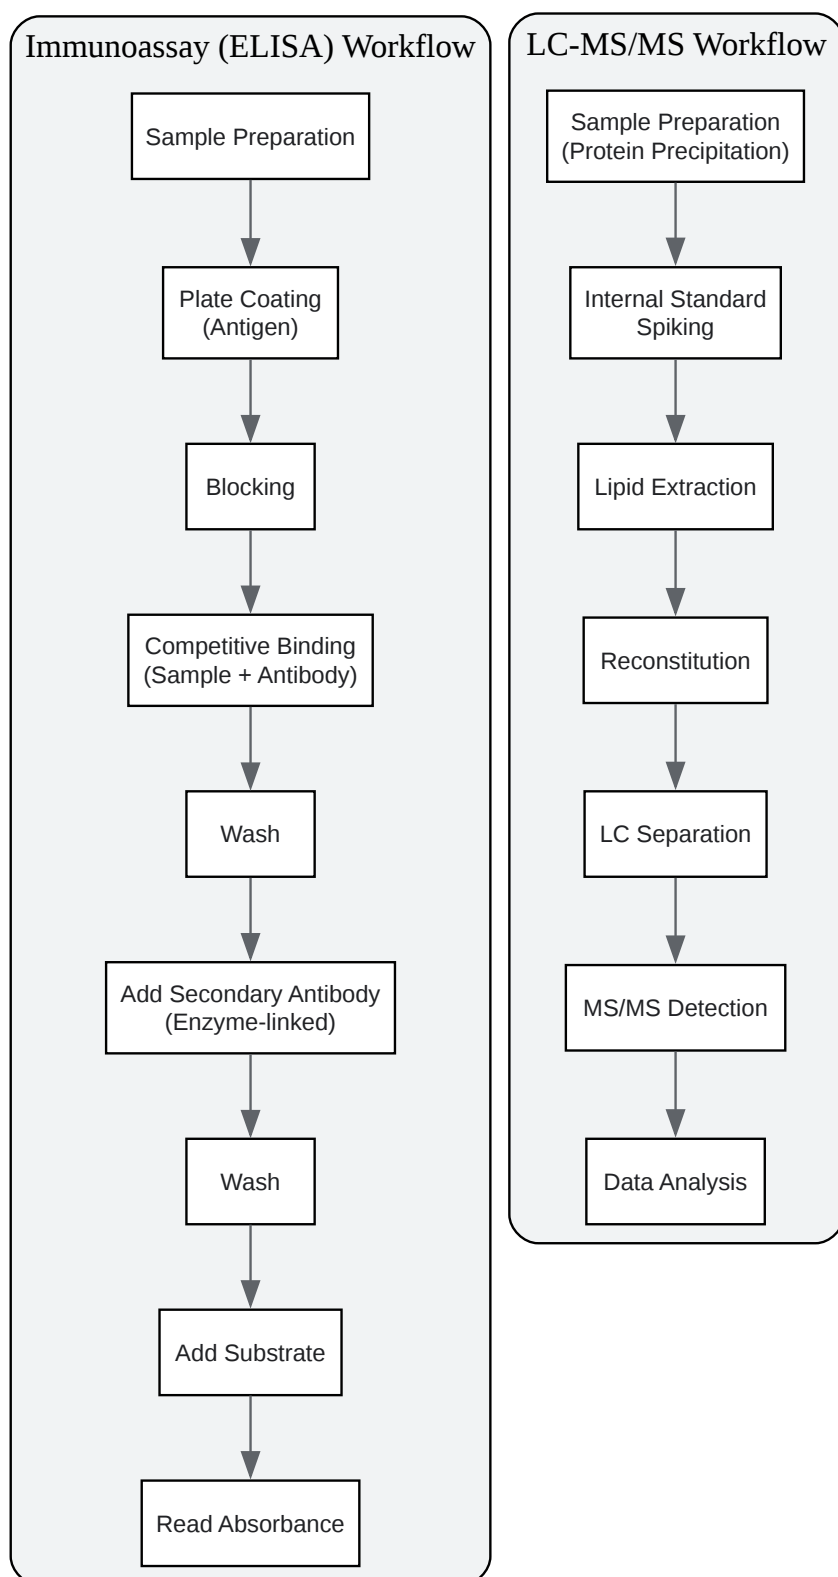 Immunoassay (ELISA) Workflow
Sample Preparation
Plate Coating
(Antigen)
Blocking
Competitive Binding
(Sample + Antibody)
Wash
Add Secondary Antibody
(Enzyme-linked)
Wash
Add Substrate
Read Absorbance
LC-MS/MS Workflow
Sample Preparation
(Protein Precipitation)
Internal Standard
Spiking
Lipid Extraction
Reconstitution
LC Separation
MS/MS Detection
Data Analysis